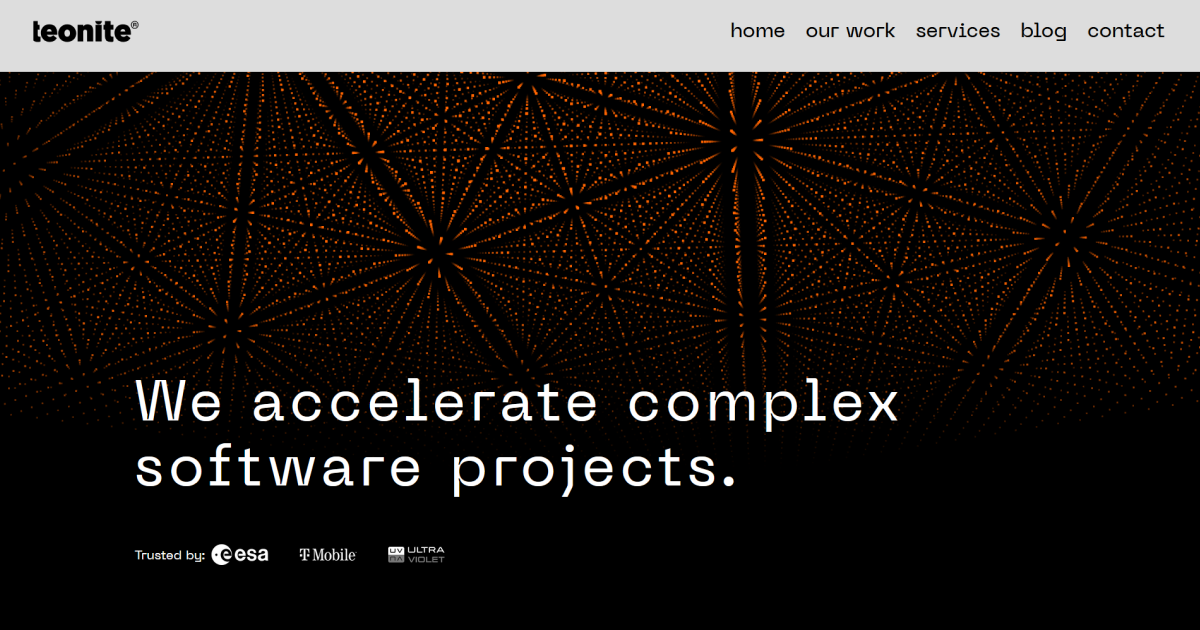 teonite®
home our work services blog contact
We accelerate complex
software projects.
Trusted by: esa T Mobile UV ULTRA
VIOLET